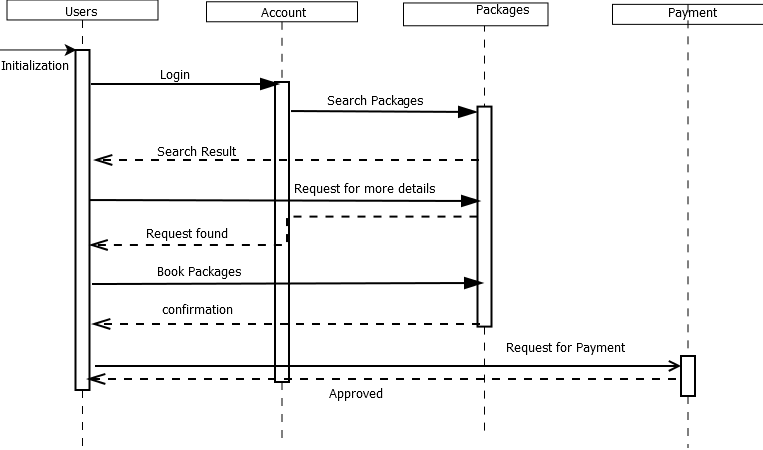 Users
Account
Packages
Payment
Initialization
Login
Search Packages
Search Result
Request for more details
Request found
Book Packages
confirmation
Request for Payment
Approved